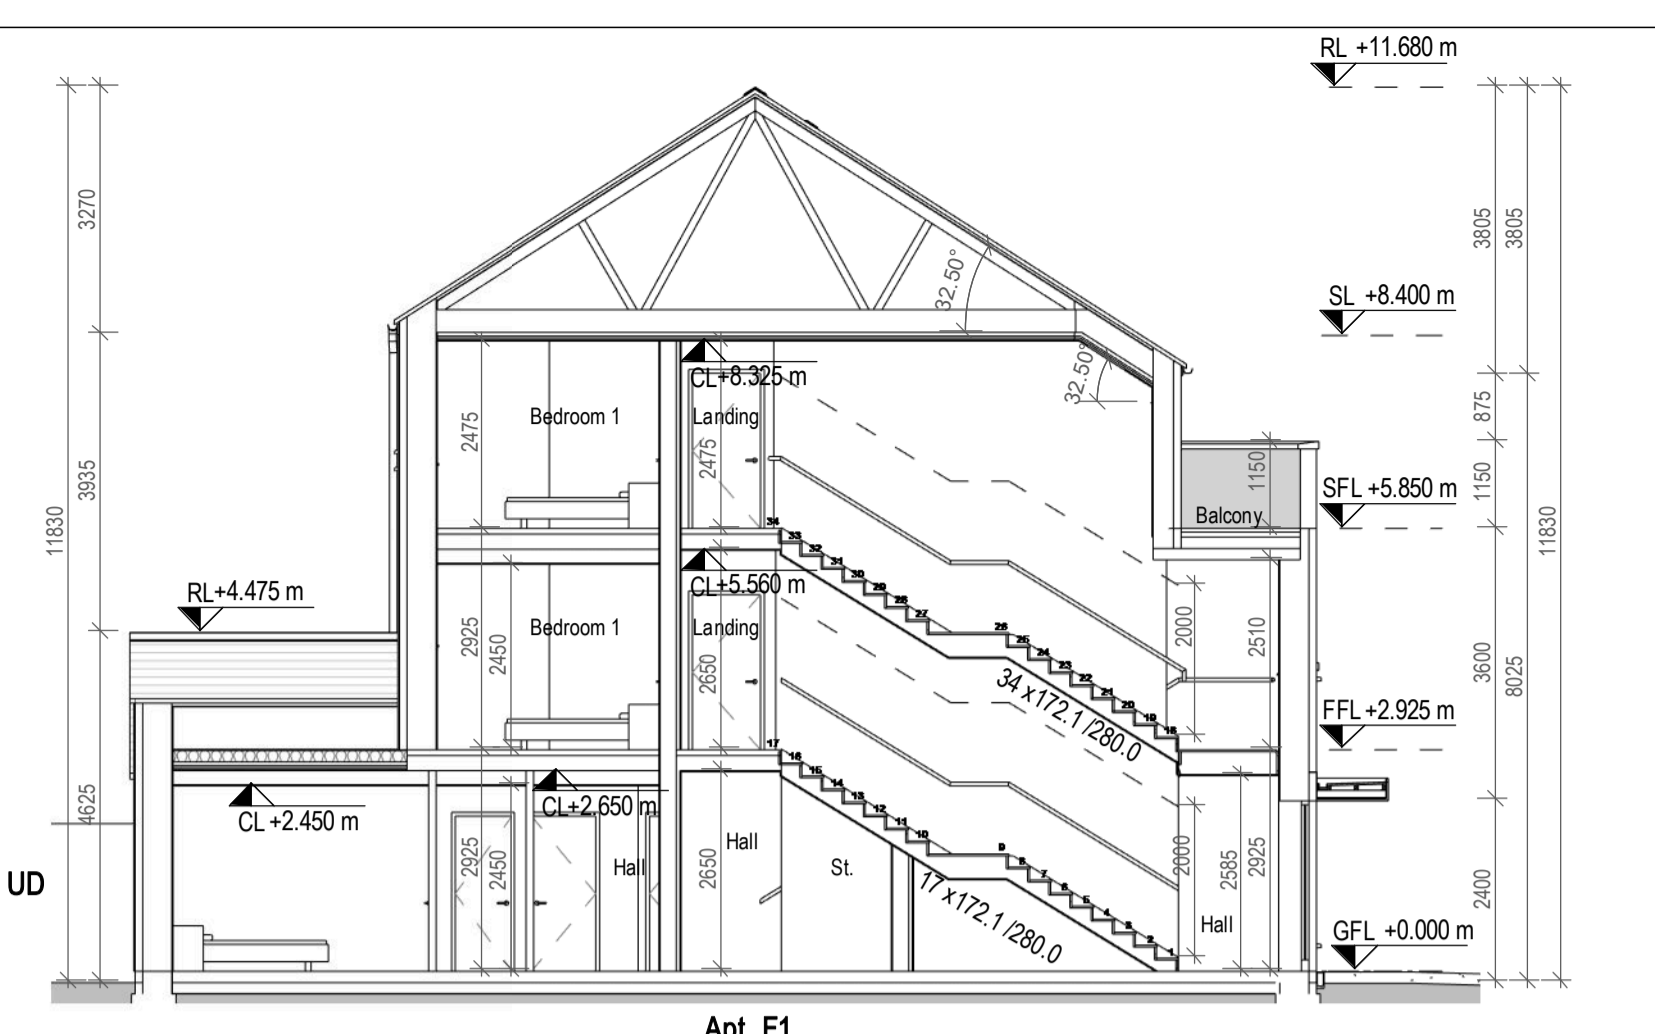 RL +11.680 m
3270
3805
3805
32.50°
SL +8.400 m
32.50°
CL+8.325 m
2475
Bedroom 1
Landing
2475
875
3935
1150
1150
SFL +5.850 m
Balcony
11830
11830
34
33
32
31
30
29
28
27
26
25
24
23
22
21
20
19
18
CL+5.560 m
RL+4.475 m
2925
2450
Bedroom 1
Landing
2650
2000
2510
3600
8025
34 x172.1 /280.0
FFL +2.925 m
17
16
15
14
13
12
11
10
9
8
7
6
5
4
3
2
1
4625
CL +2.450 m
CL+2.650 m
2925
2450
Hall
2650
Hall
St.
17 x172.1 /280.0
2000
2585
2925
Hall
2400
UD
GFL +0.000 m
Apt. F1